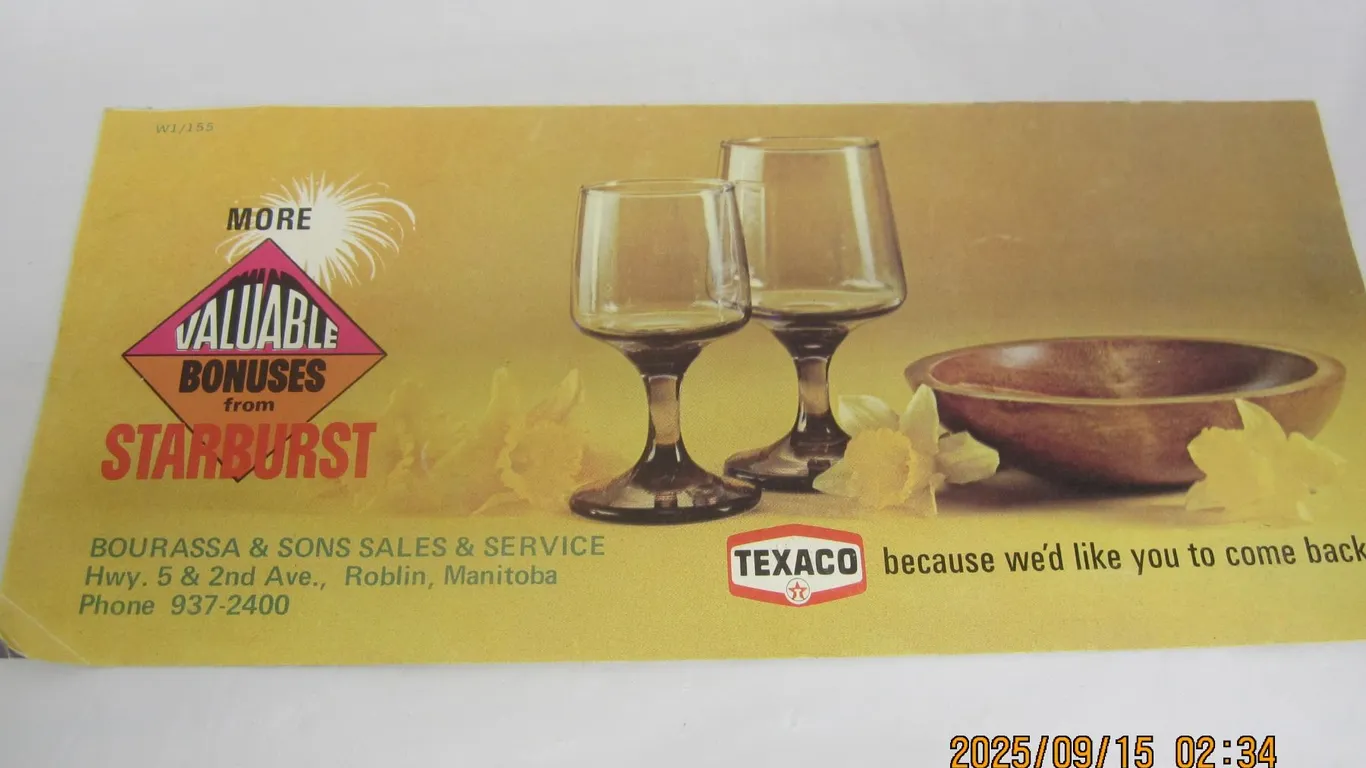 W1/155
MORE
VALUABLE
BONUSES
from
STARBURST
BOURASSA & SONS SALES & SERVICE
Hwy. 5 & 2nd Ave., Roblin, Manitoba
Phone 937-2400
TEXACO
T
because we'd like you to come back
2025/09/15 02:34